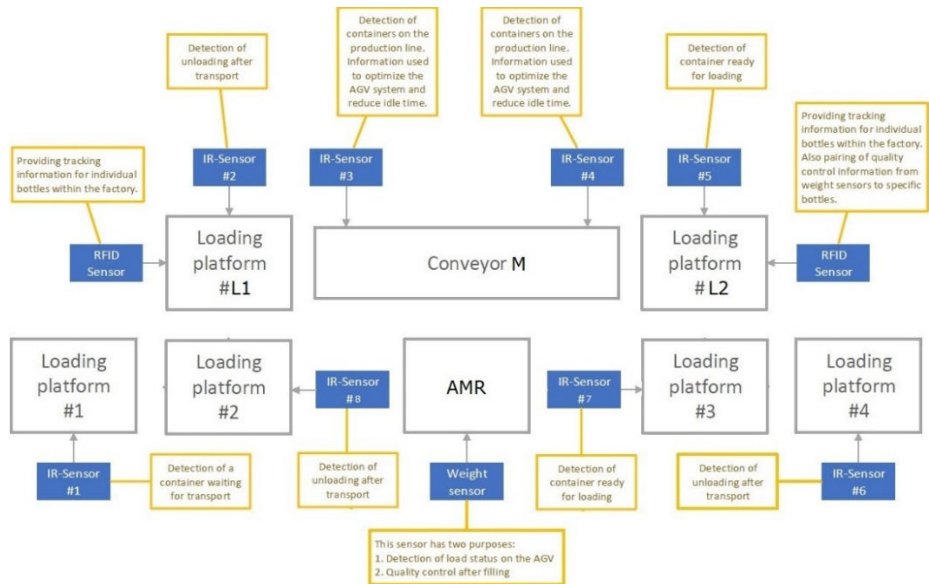 Detection of
unloading after
transport
Detection of
containers on the
production line.
Information used
to optimize the
AGV system and
reduce idle time.
Detection of
containers on the
production line.
Information used
to optimize the
AGV system and
reduce idle time.
Detection of
container ready
for loading
Providing tracking
information for individual
bottles within the factory.
IR-Sensor
#2
IR-Sensor
#3
IR-Sensor
#4
IR-Sensor
#5
Providing tracking
information for individual
bottles within the factory.
Also pairing of quality
control information from
weight sensors to specific
bottles.
RFID
Sensor
Loading
platform
#L1
Conveyor M
Loading
platform
#L2
RFID
Sensor
Loading
platform
#1
Loading
platform
#2
IR-Sensor
#8
AMR
IR-Sensor
#7
Loading
platform
#3
Loading
platform
#4
IR-Sensor
#1
Detection of a
container waiting
for transport
Detection of
unloading after
transport
Weight
sensor
Detection of
container ready
for loading
Detection of
unloading after
transport
IR-Sensor
#6
This sensor has two purposes:
1. Detection of load status on the AGV
2. Quality control after filling